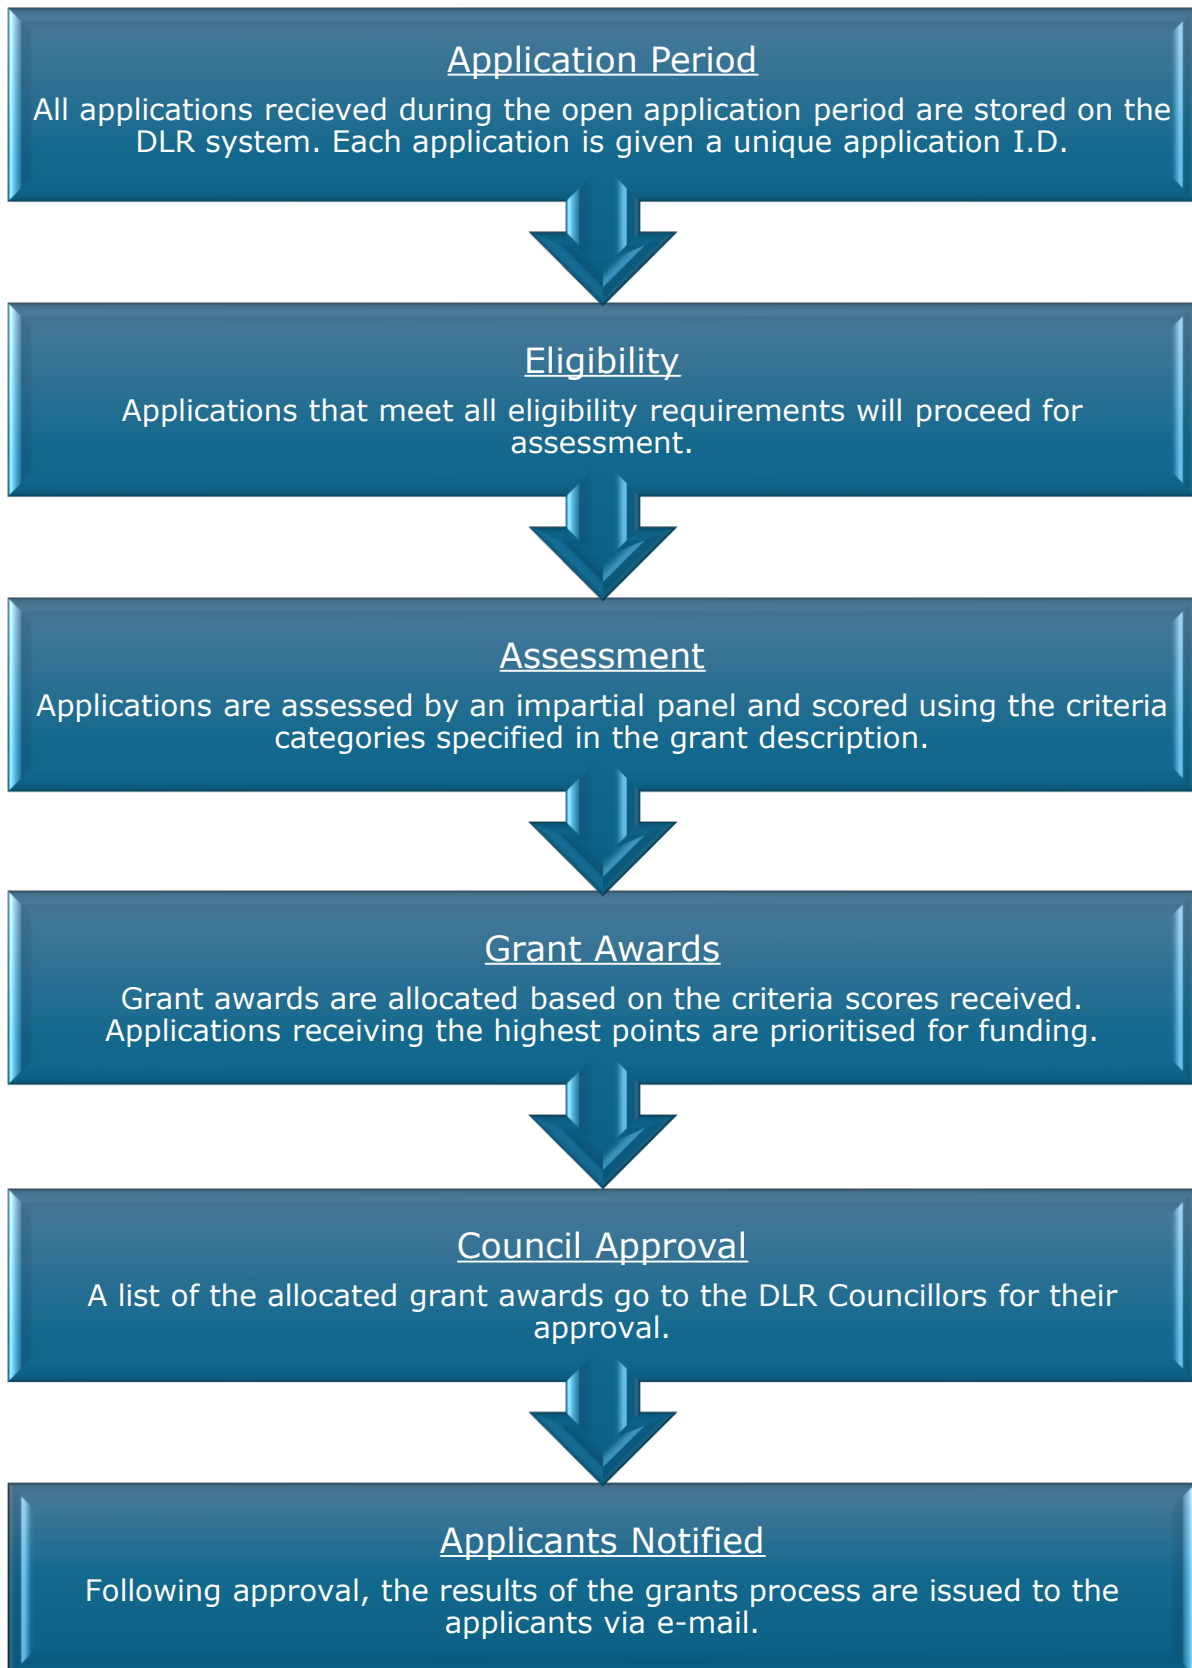 Application Period
All applications recieved during the open application period are stored on the
DLR system. Each application is given a unique application I.D.
Eligibility
Applications that meet all eligibility requirements will proceed for
assessment.
Assessment
Applications are assessed by an impartial panel and scored using the criteria
categories specified in the grant description.
Grant Awards
Grant awards are allocated based on the criteria scores received.
Applications receiving the highest points are prioritised for funding.
Council Approval
A list of the allocated grant awards go to the DLR Councillors for their
approval.
Applicants Notified
Following approval, the results of the grants process are issued to the
applicants via e-mail.